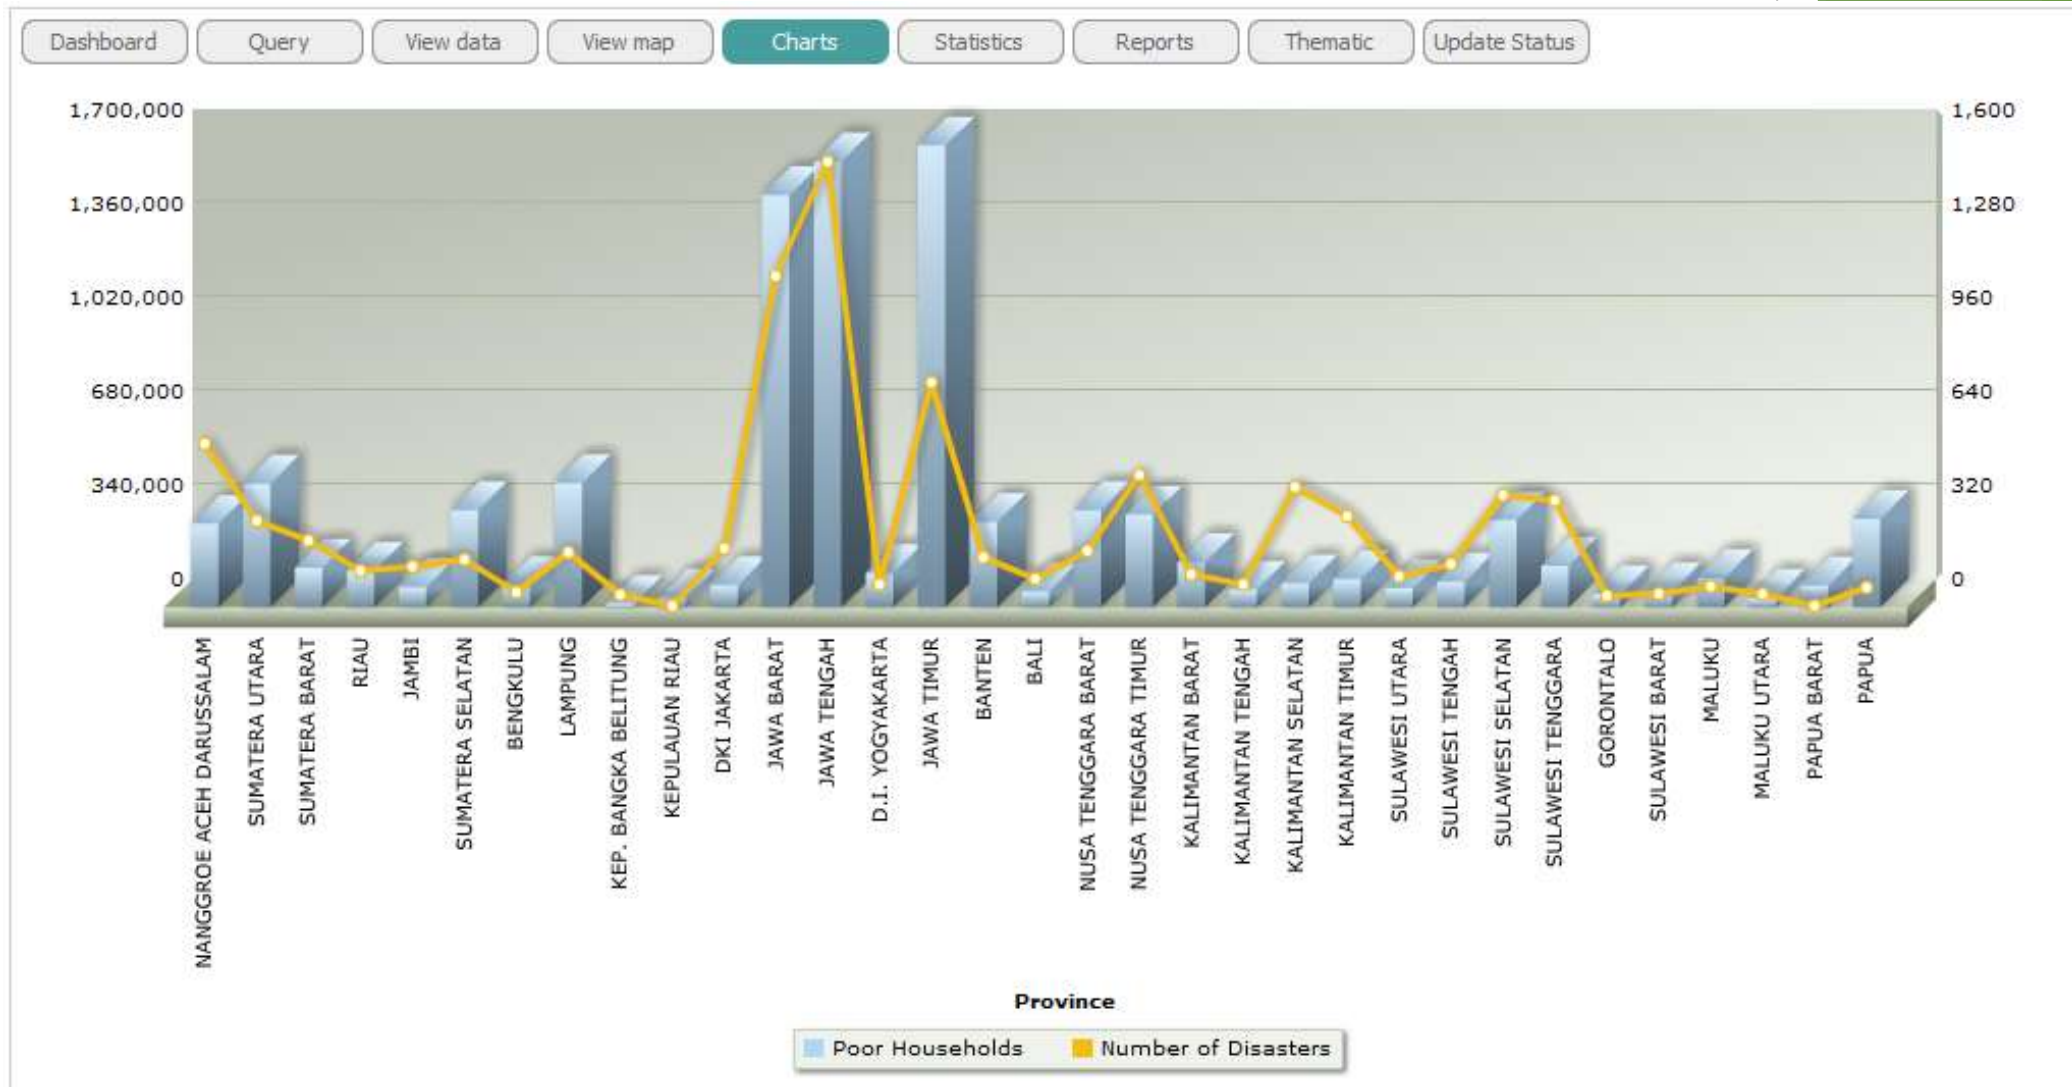 Dashboard Query View data View map Charts Statistics Reports Thematic Update Status
1,700,000 1,600
1,360,000 1,280
1,020,000 960
680,000 640
340,000 320
0 0
NANGGROE ACEH DARUSSALAM
SUMATERA UTARA
SUMATERA BARAT
RIAU
JAMBI
SUMATERA SELATAN
BENGKULU
LAMPUNG
KEP. BANGKA BELITUNG
KEPULAUAN RIAU
DKI JAKARTA
JAWA BARAT
JAWA TENGAH
D.I. YOGYAKARTA
JAWA TIMUR
BANTEN
BALI
NUSA TENGGARA BARAT
NUSA TENGGARA TIMUR
KALIMANTAN BARAT
KALIMANTAN TENGAH
KALIMANTAN SELATAN
KALIMANTAN TIMUR
SULAWESI UTARA
SULAWESI TENGAH
SULAWESI SELATAN
SULAWESI TENGGARA
GORONTALO
SULAWESI BARAT
MALUKU
MALUKU UTARA
PAPUA BARAT
PAPUA
Province
Poor Households Number of Disasters